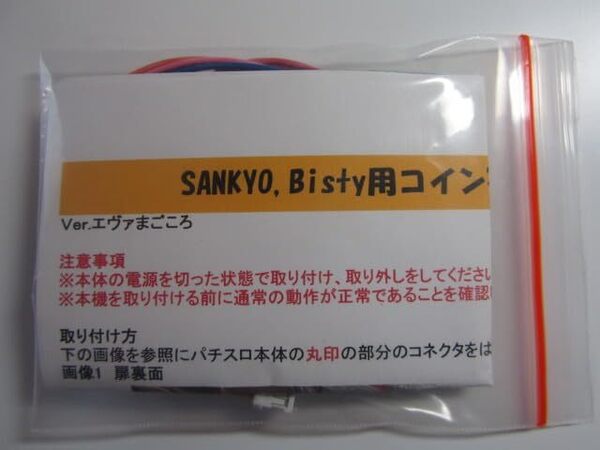 SANKYO,Bisty用コイン
Ver.エヴァまごころ
注意事項
※本体の電源を切った状態で取り付け、取り外しをしてください
※本機を取り付ける前に通常の動作が正常であることを確認
取り付け方
下の画像を参照にパチスロ本体の丸印の部分のコネクタをは
画像1 扉裏面